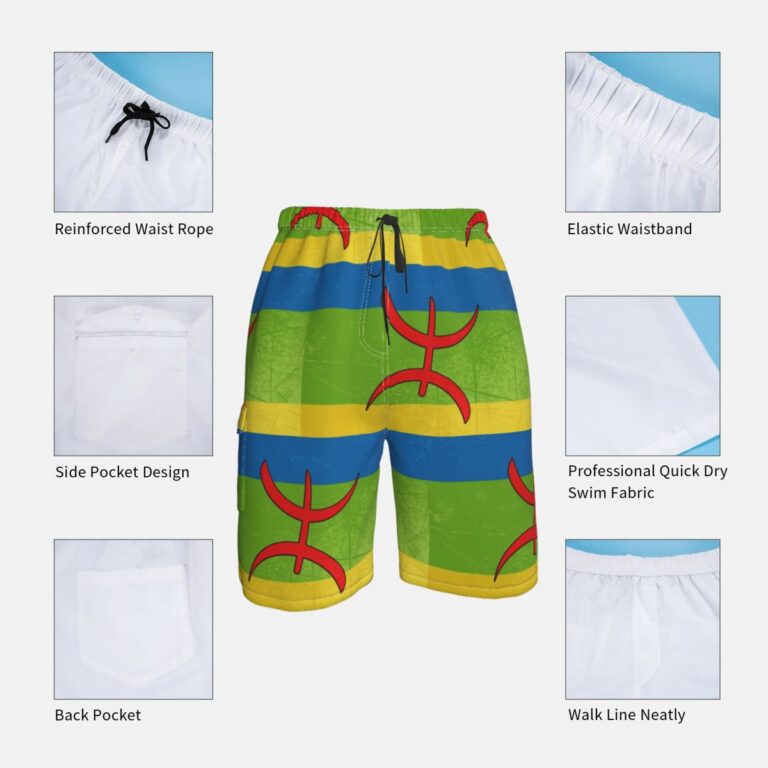 Reinforced Waist Rope
Elastic Waistband
Side Pocket Design
Professional Quick Dry
Swim Fabric
Back Pocket
Walk Line Neatly